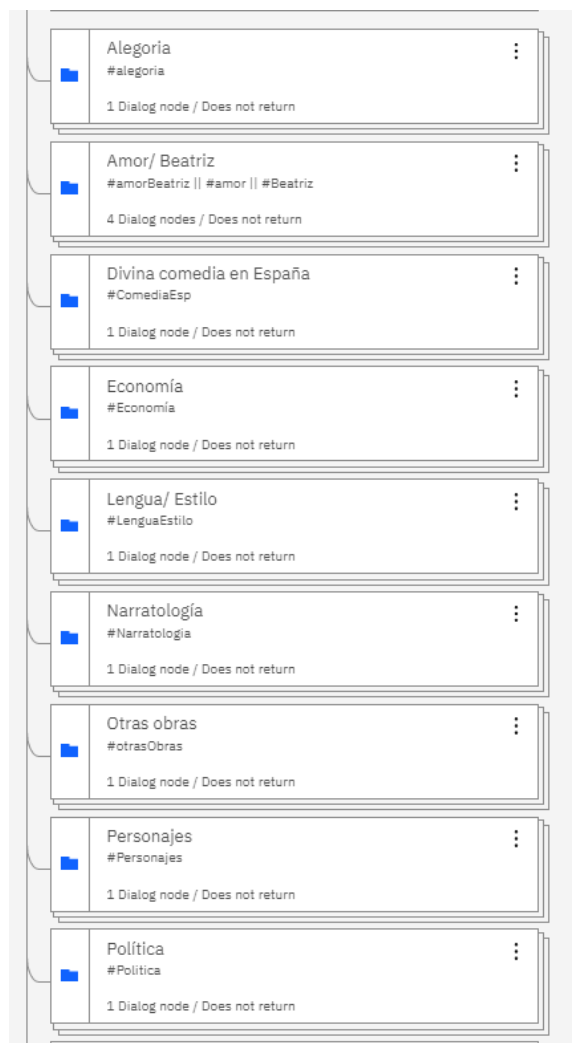 Alegoria
#alegoria
1 Dialog node / Does not return
Amor/ Beatriz
#amorBeatriz || #amor || #Beatriz
4 Dialog nodes / Does not return
Divina comedia en España
#ComediaEsp
1 Dialog node / Does not return
Economía
#Economía
1 Dialog node / Does not return
Lengua/ Estilo
#LenguaEstilo
1 Dialog node / Does not return
Narratología
#Narratologia
1 Dialog node / Does not return
Otras obras
#otrasObras
1 Dialog node / Does not return
Personajes
#Personajes
1 Dialog node / Does not return
Política
#Politica
1 Dialog node / Does not return